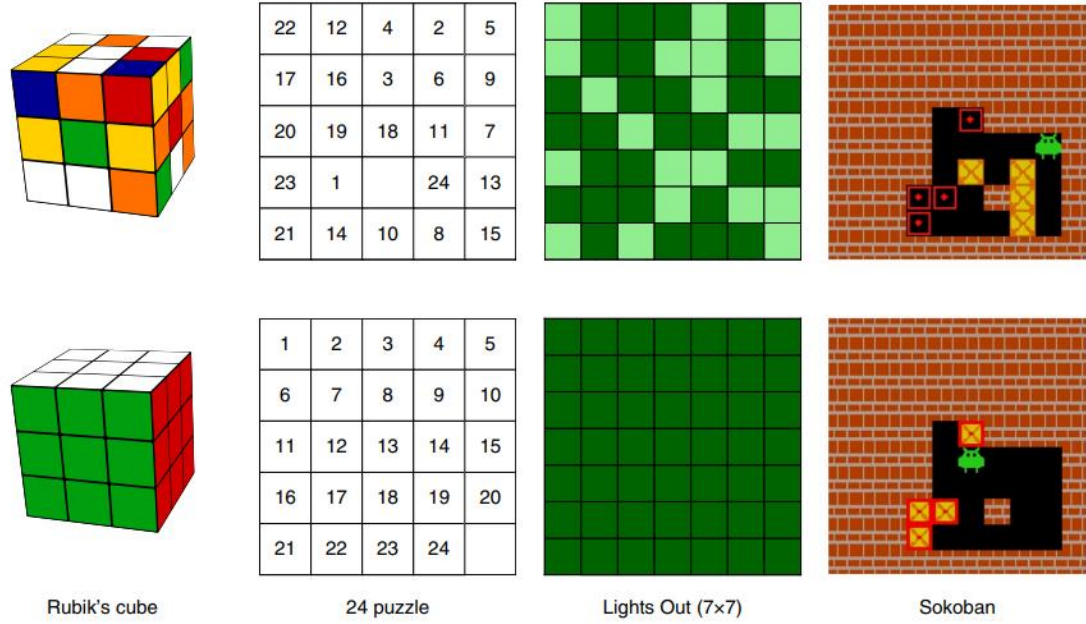 22 12 4 2 5
17 16 3 6 9
20 19 18 11 7
23 1 24 13
21 14 10 8 15
1 2 3 4 5
6 7 8 9 10
11 12 13 14 15
16 17 18 19 20
21 22 23 24
Rubik's cube 24 puzzle Lights Out (7×7) Sokoban